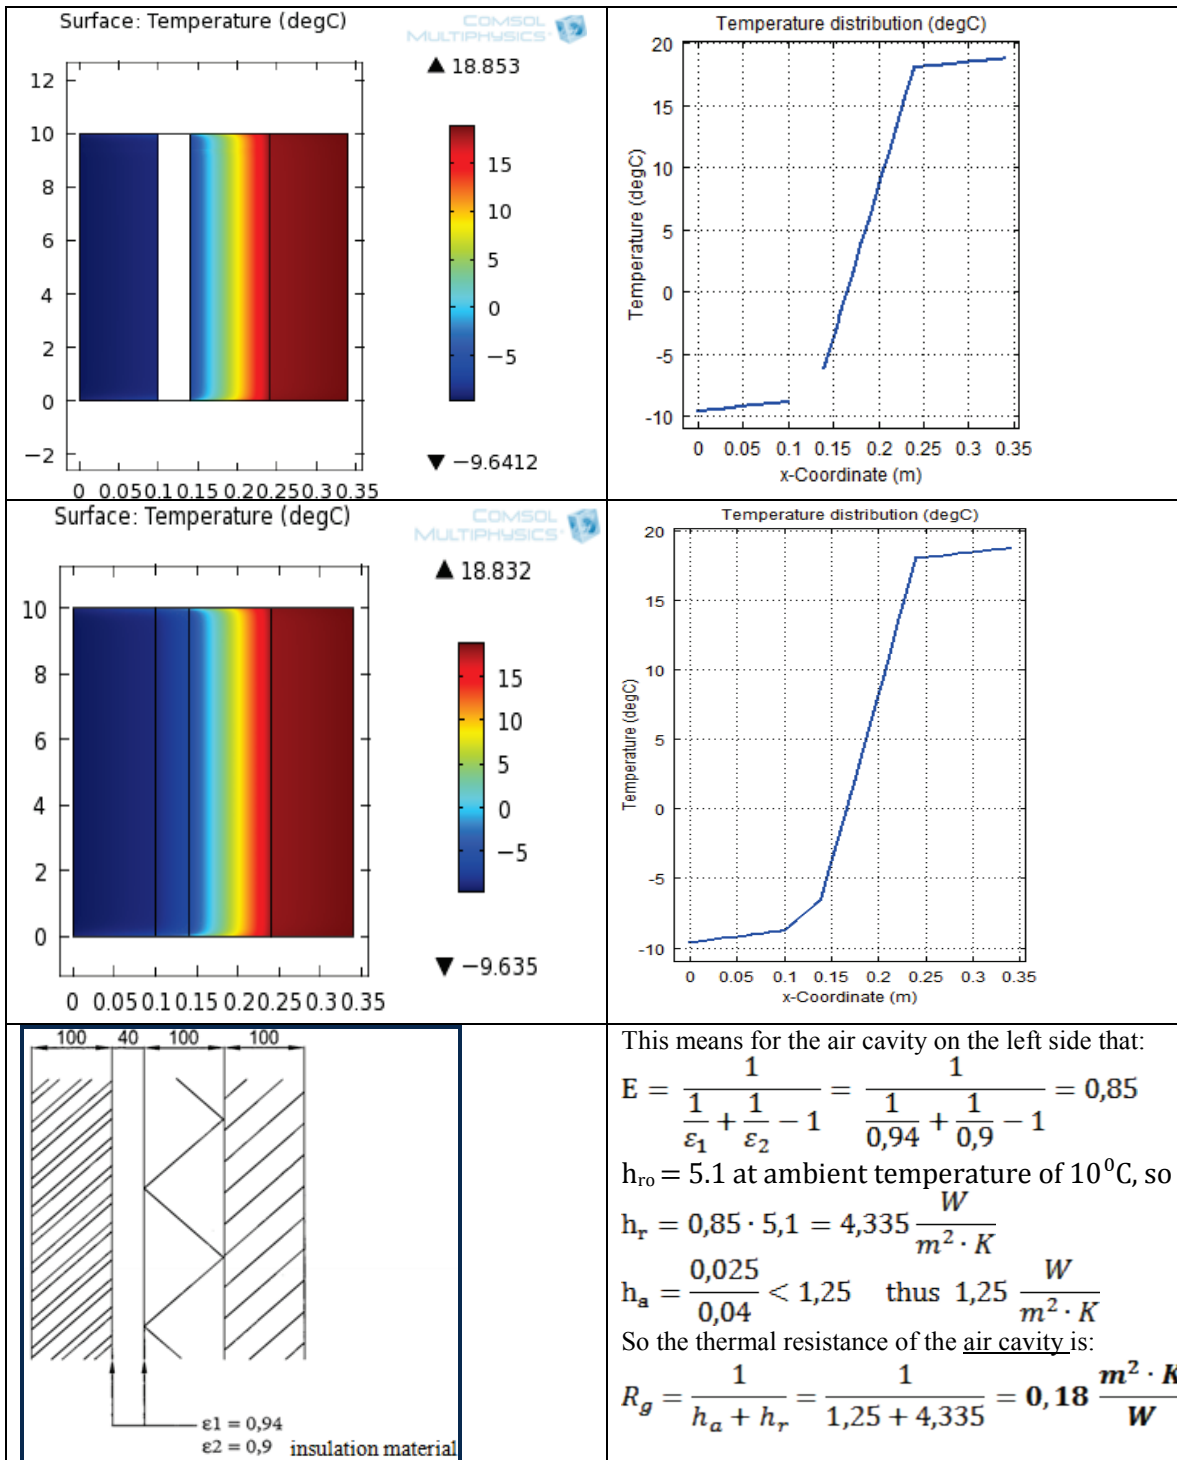 Surface: Temperature (degC)
COMSOL
MULTIPHYSICS®
▲ 18.853
12
10
8
6
4
2
0
−2
0 0.05 0.1 0.15 0.2 0.25 0.3 0.35
15
10
5
0
−5
▼ −9.6412
Temperature distribution (degC)
20
15
10
5
0
-5
-10
Temperature (degC)
0 0.05 0.1 0.15 0.2 0.25 0.3 0.35
x-Coordinate (m)
Surface: Temperature (degC)
COMSOL
MULTIPHYSICS®
▲ 18.832
10
8
6
4
2
0
0 0.05 0.1 0.15 0.2 0.25 0.3 0.35
15
10
5
0
−5
▼ −9.635
Temperature distribution (degC)
20
15
10
5
0
-5
-10
Temperature (degC)
0 0.05 0.1 0.15 0.2 0.25 0.3 0.35
x-Coordinate (m)
100 40 100 100
ε1 = 0,94
ε2 = 0,9 insulation material
This means for the air cavity on the left side that:
E = 1 / (1/ε₁ + 1/ε₂ − 1) = 1 / (1/0,94 + 1/0,9 − 1) = 0,85
hᵣₒ = 5.1 at ambient temperature of 10 ⁰C, so
hᵣ = 0,85 · 5,1 = 4,335 W / (m² · K)
hₐ = 0,025 / 0,04 < 1,25 thus 1,25 W / (m² · K)
So the thermal resistance of the air cavity is:
R_g = 1 / (hₐ + hᵣ) = 1 / (1,25 + 4,335) = 0,18 m² · K / W